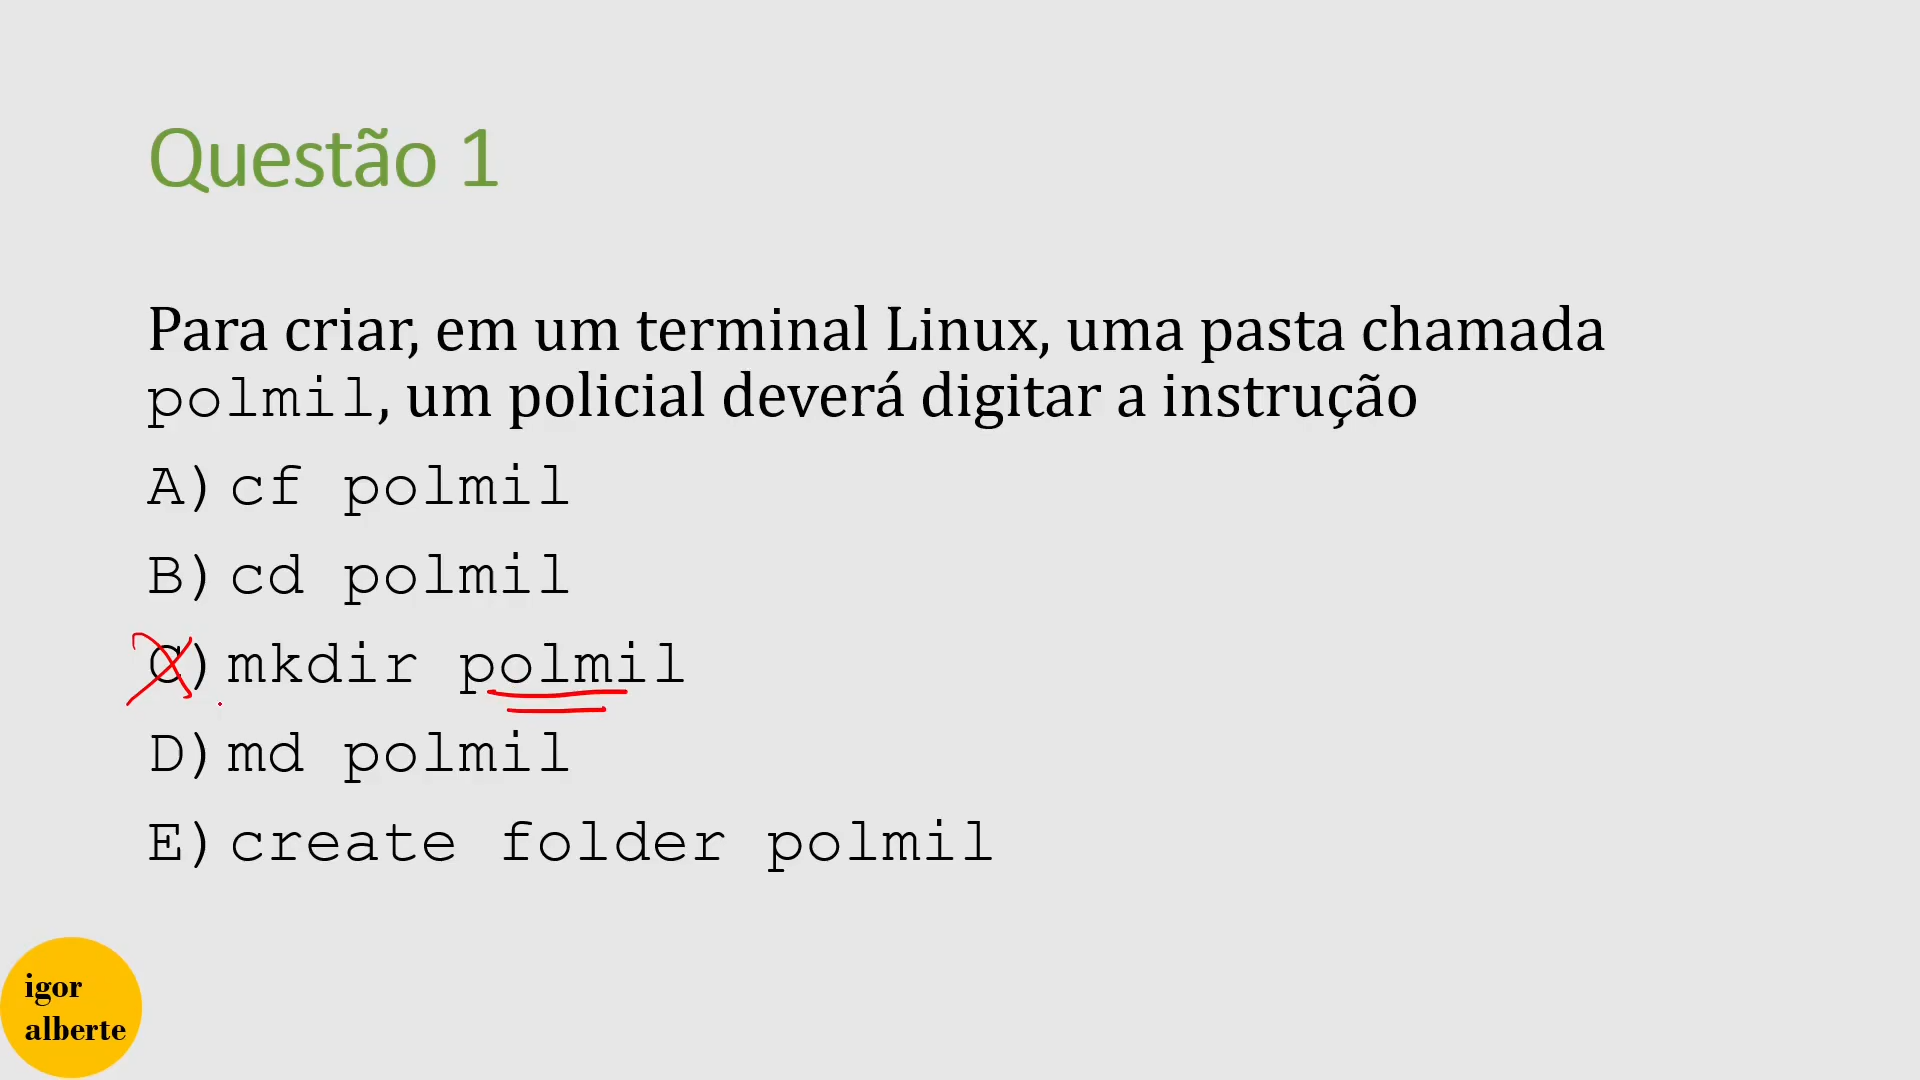 Questão 1
Para criar, em um terminal Linux, uma pasta chamada
polmil, um policial deverá digitar a instrução
A) cf polmil
B) cd polmil
C) mkdir polmil
D) md polmil
E) create folder polmil
igor
alberte